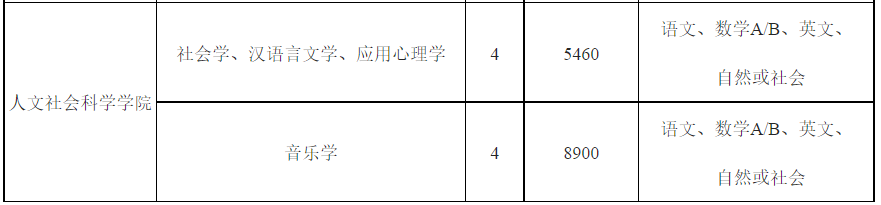 人文社会科学学院
社会学、汉语言文学、应用心理学
4
5460
语文、数学A/B、英文、
自然或社会
音乐学
4
8900
语文、数学A/B、英文、
自然或社会